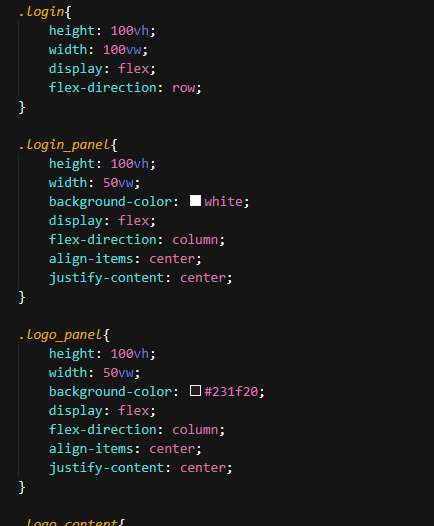 .login{
height: 100vh;
width: 100vw;
display: flex;
flex-direction: row;
}
.login_panel{
height: 100vh;
width: 50vw;
background-color: white;
display: flex;
flex-direction: column;
align-items: center;
justify-content: center;
}
.logo_panel{
height: 100vh;
width: 50vw;
background-color: #231f20;
display: flex;
flex-direction: column;
align-items: center;
justify-content: center;
}
.logo_content{